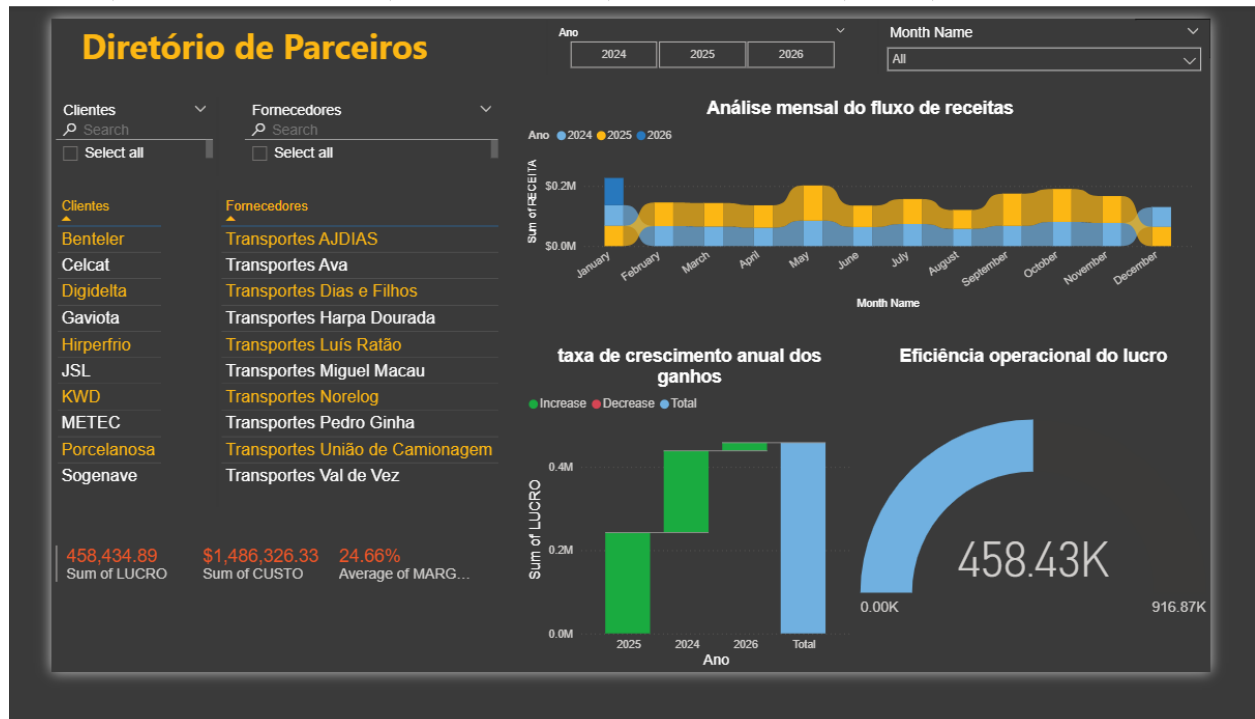 Diretório de Parceiros
Ano
2024
2025
2026
Month Name
All
Clientes
Search
Select all
Fornecedores
Search
Select all
Clientes
Fornecedores
Benteler
Transportes AJDIAS
Celcat
Transportes Ava
Digidelta
Transportes Dias e Filhos
Gaviota
Transportes Harpa Dourada
Hirperfrio
Transportes Luís Ratão
JSL
Transportes Miguel Macau
KWD
Transportes Norelog
METEC
Transportes Pedro Ginha
Porcelanosa
Transportes União de Camionagem
Sogenave
Transportes Val de Vez
458,434.89
Sum of LUCRO
$1,486,326.33
Sum of CUSTO
24.66%
Average of MARG...
Análise mensal do fluxo de receitas
Ano 2024 2025 2026
Sum of RECEITA
$0.2M
$0.0M
January
February
March
April
May
June
July
August
September
October
November
December
Month Name
taxa de crescimento anual dos
ganhos
Increase Decrease Total
Sum of LUCRO
0.4M
0.2M
0.0M
2025
2024
2026
Total
Ano
Eficiência operacional do lucro
458.43K
0.00K
916.87K